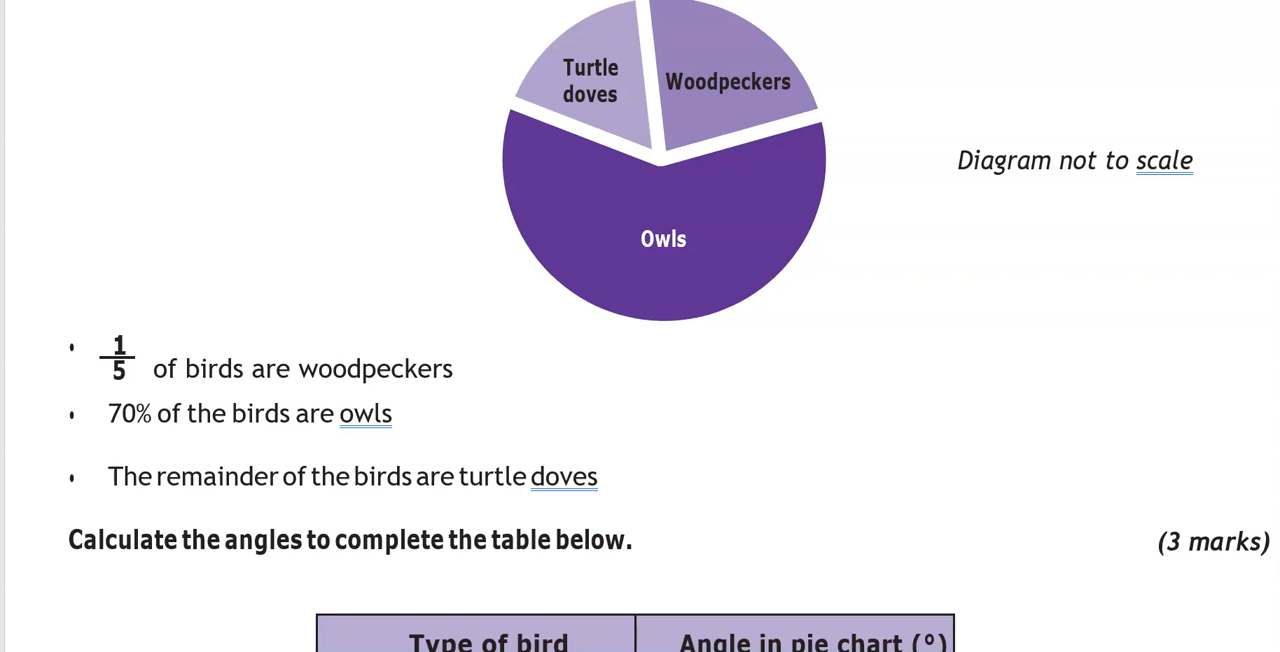 Turtle
doves
Woodpeckers
Diagram not to scale
Owls
• 1/5 of birds are woodpeckers
• 70% of the birds are owls
• The remainder of the birds are turtle doves
Calculate the angles to complete the table below. (3 marks)
Type of bird Angle in pie chart (°)